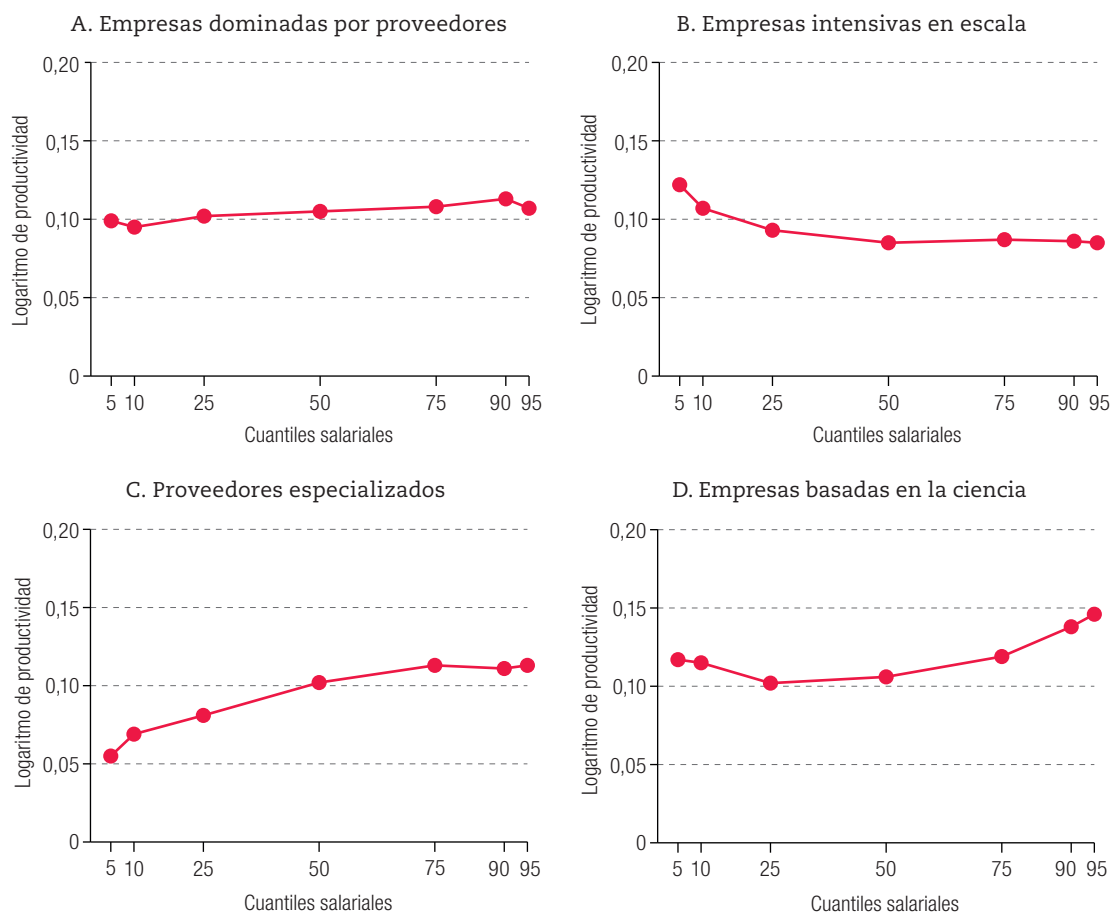 A. Empresas dominadas por proveedores
Logaritmo de productividad
0,20
0,15
0,10
0,05
0
5 10 25 50 75 90 95
Cuantiles salariales
B. Empresas intensivas en escala
Logaritmo de productividad
0,20
0,15
0,10
0,05
0
5 10 25 50 75 90 95
Cuantiles salariales
C. Proveedores especializados
Logaritmo de productividad
0,20
0,15
0,10
0,05
0
5 10 25 50 75 90 95
Cuantiles salariales
D. Empresas basadas en la ciencia
Logaritmo de productividad
0,20
0,15
0,10
0,05
0
5 10 25 50 75 90 95
Cuantiles salariales